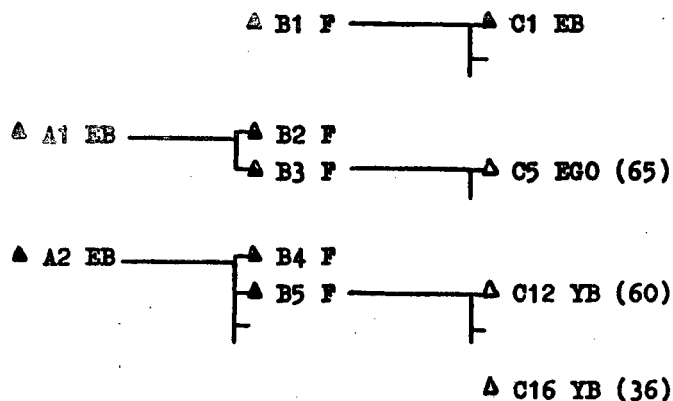 B1 F C1 EB
A1 EB B2 F
B3 F C5 EGO (65)
A2 EB B4 F
B5 F C12 YB (60)
C16 YB (36)